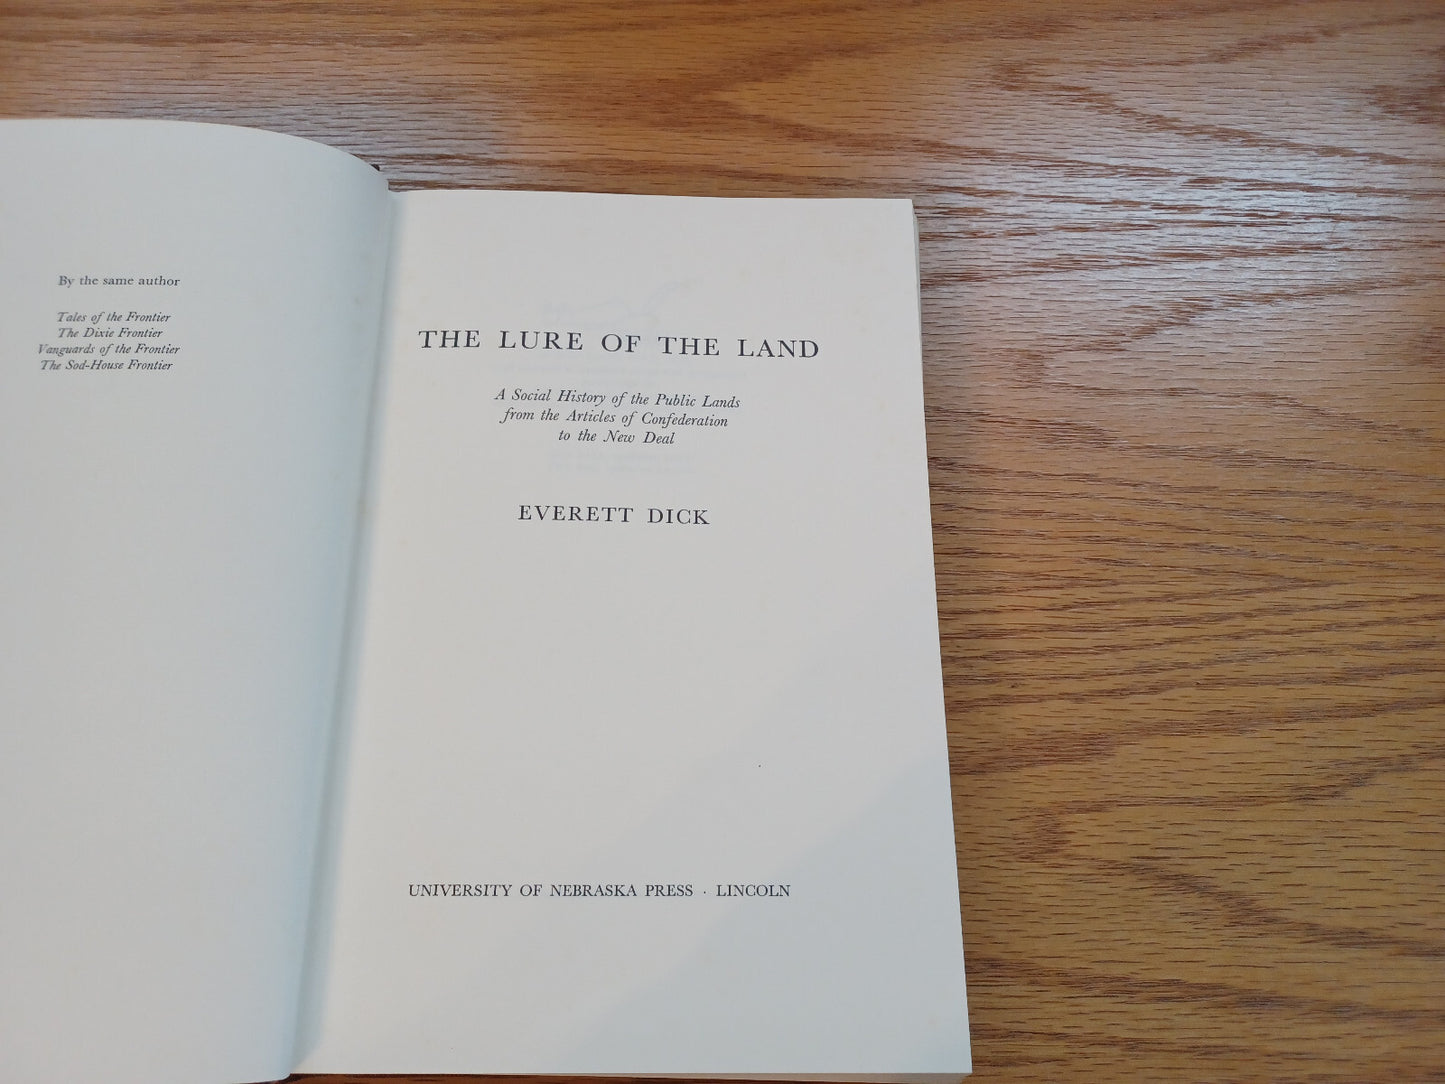 By the same author
Tales of the Frontier
The Dixie Frontier
Vanguards of the Frontier
The Sod-House Frontier
THE LURE OF THE LAND
A Social History of the Public Lands
from the Articles of Confederation
to the New Deal
EVERETT DICK
UNIVERSITY OF NEBRASKA PRESS · LINCOLN